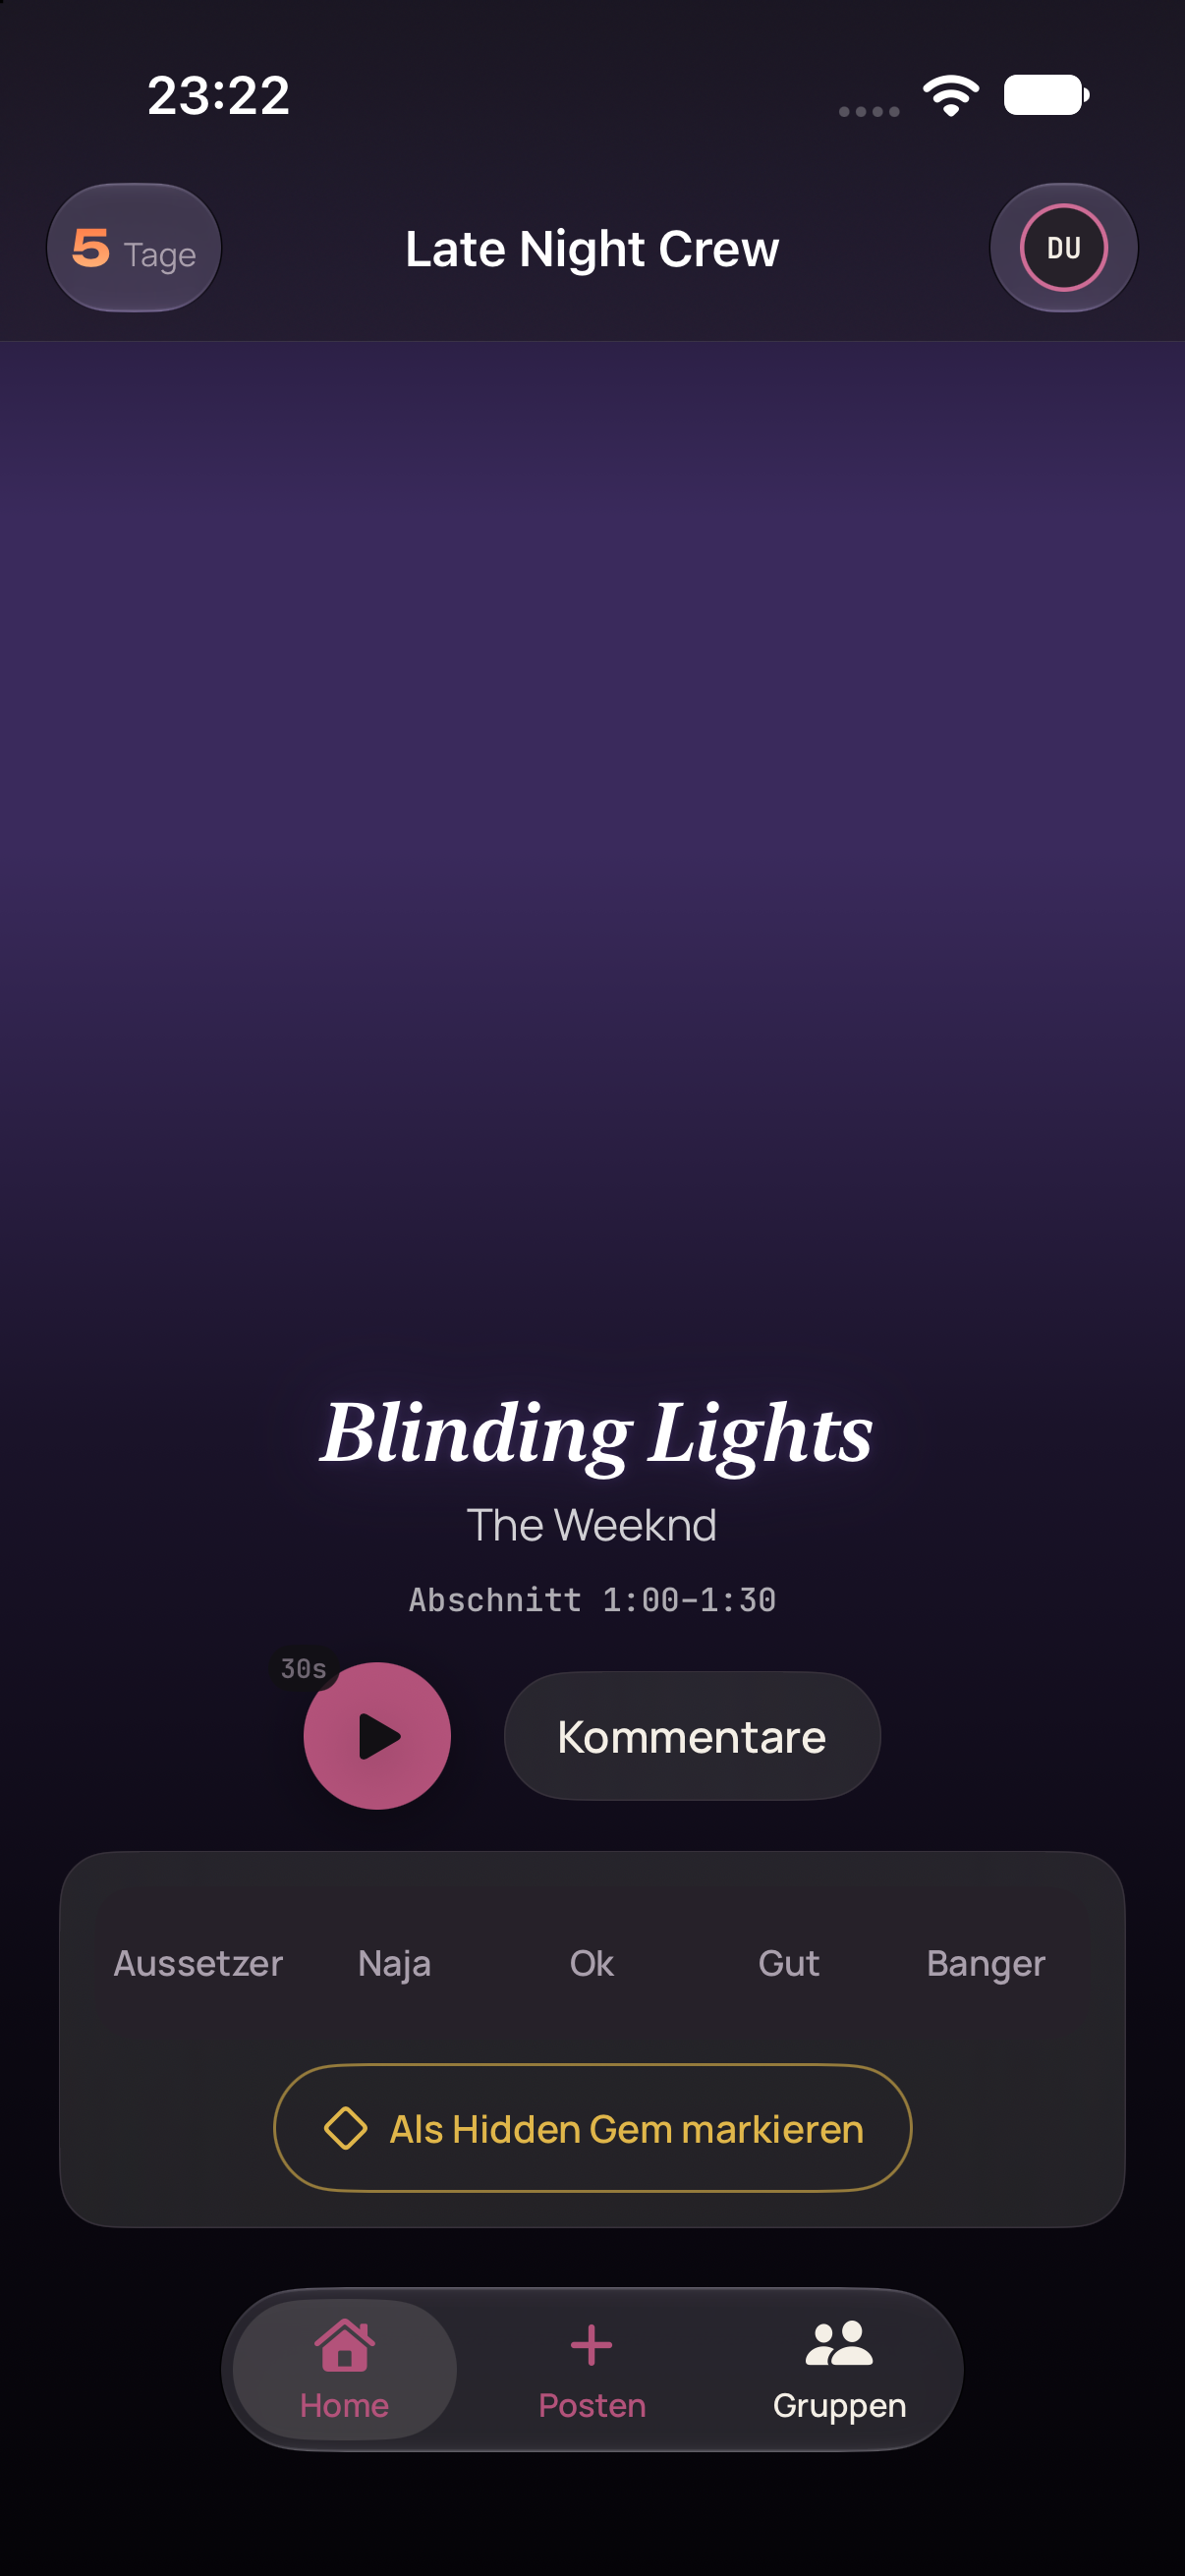 23:22
5 Tage
Late Night Crew
DU
Blinding Lights
The Weeknd
Abschnitt 1:00–1:30
30s
Kommentare
Aussetzer Naja Ok Gut Banger
Als Hidden Gem markieren
Home Posten Gruppen